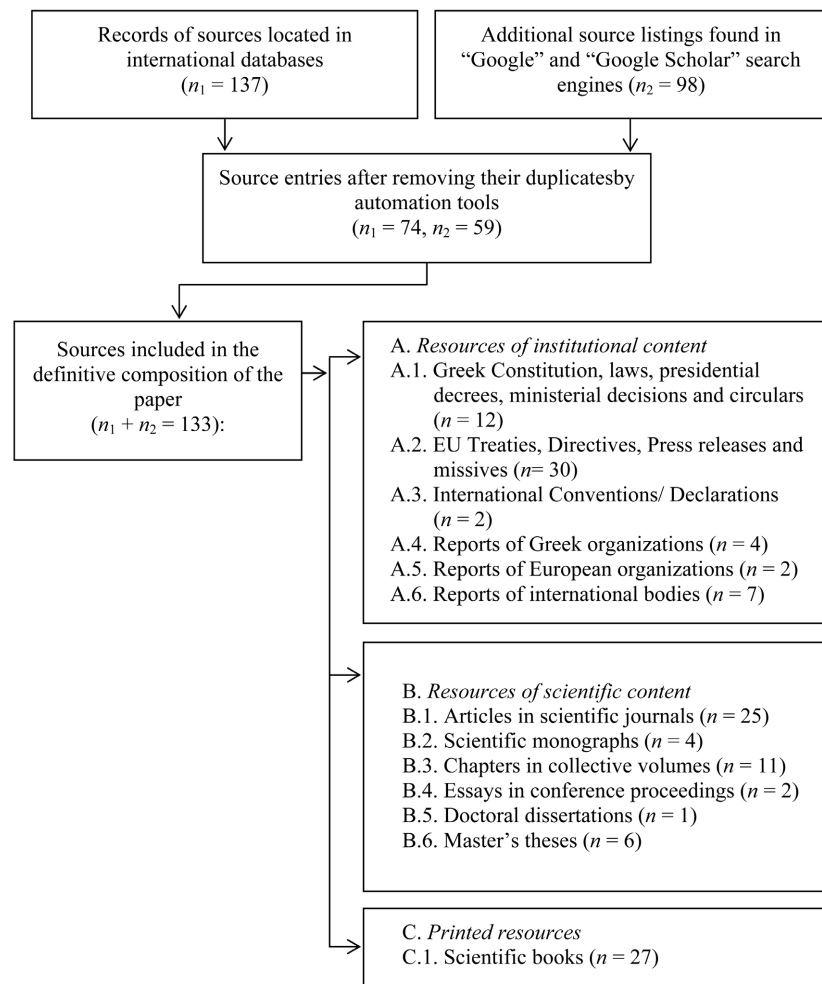 Records of sources located in
international databases
(n₁ = 137)
Additional source listings found in
“Google” and “Google Scholar” search
engines (n₂ = 98)
Source entries after removing their duplicatesby
automation tools
(n₁ = 74, n₂ = 59)
Sources included in the
definitive composition of the
paper
(n₁ + n₂ = 133):
A. Resources of institutional content
A.1. Greek Constitution, laws, presidential
decrees, ministerial decisions and circulars
(n = 12)
A.2. EU Treaties, Directives, Press releases and
missives (n= 30)
A.3. International Conventions/ Declarations
(n = 2)
A.4. Reports of Greek organizations (n = 4)
A.5. Reports of European organizations (n = 2)
A.6. Reports of international bodies (n = 7)
B. Resources of scientific content
B.1. Articles in scientific journals (n = 25)
B.2. Scientific monographs (n = 4)
B.3. Chapters in collective volumes (n = 11)
B.4. Essays in conference proceedings (n = 2)
B.5. Doctoral dissertations (n = 1)
B.6. Master’s theses (n = 6)
C. Printed resources
C.1. Scientific books (n = 27)